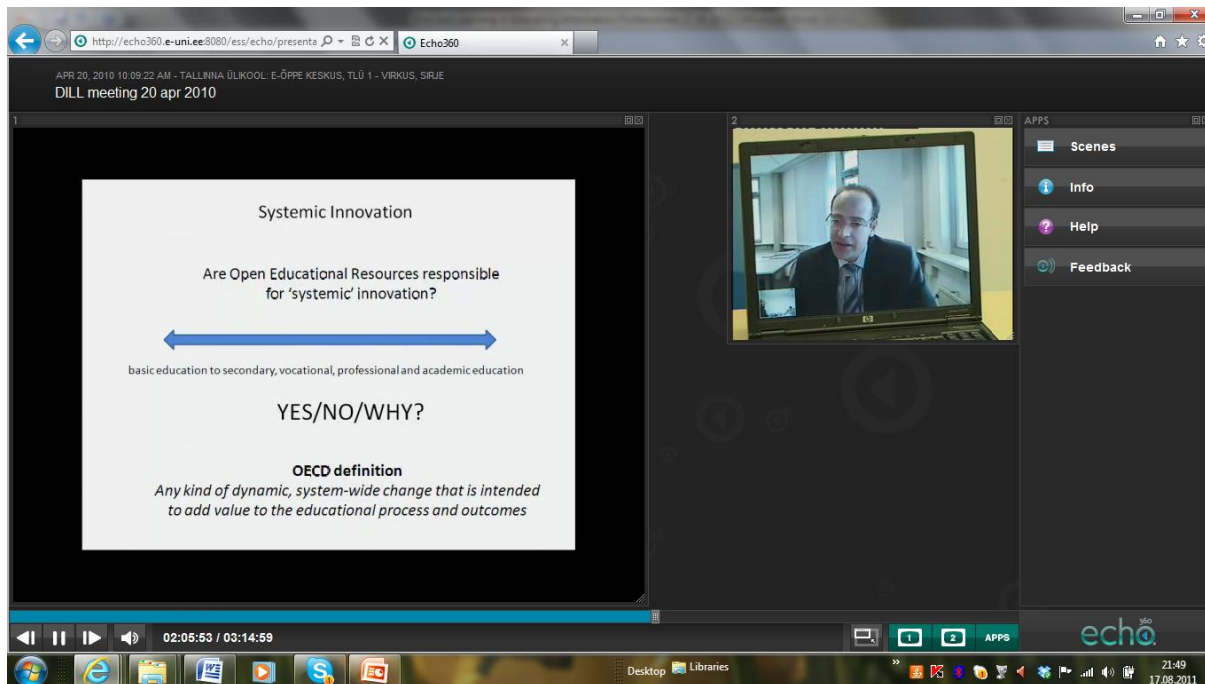 http://echo360.e-uni.ee:8080/ess/echo/presenta
Echo360
APR 20, 2010 10:09:22 AM - TALLINNA ÜLIKOOL: E-ÕPPE KESKUS, TLÜ 1 - VIRKUS, SIRJE
DILL meeting 20 apr 2010
1
2
APPS
Scenes
Info
Help
Feedback
Systemic Innovation
Are Open Educational Resources responsible
for ‘systemic’ innovation?
basic education to secondary, vocational, professional and academic education
YES/NO/WHY?
OECD definition
Any kind of dynamic, system-wide change that is intended
to add value to the educational process and outcomes
hp
02:05:53 / 03:14:59
1
2
APPS
echo
360
Desktop
Libraries
21:49
17.08.2011